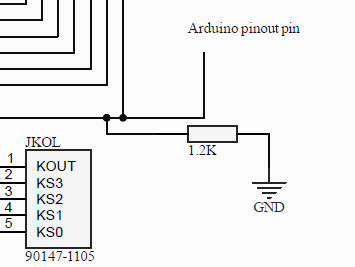 Arduino pinout pin
JKOL
1.2K
1 KOUT
2 KS3
3 KS2
4 KS1
5 KS0
GND
90147-1105